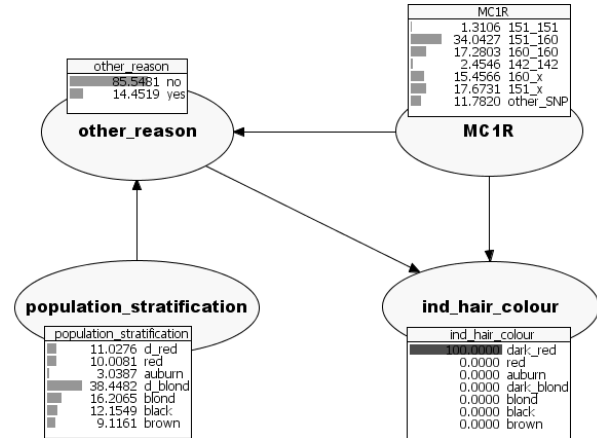 MC1R
1.3106 151_151
34.0427 151_160
17.2803 160_160
2.4546 142_142
15.4566 160_x
17.6731 151_x
11.7820 other_SNP
MC1R
other_reason
85.5481 no
14.4519 yes
other_reason
population_stratification
population_stratification
11.0276 d_red
10.0081 red
3.0387 auburn
38.4482 d_blond
16.2065 blond
12.1549 black
9.1161 brown
ind_hair_colour
ind_hair_colour
100.0000 dark_red
0.0000 red
0.0000 auburn
0.0000 dark_blond
0.0000 blond
0.0000 black
0.0000 brown